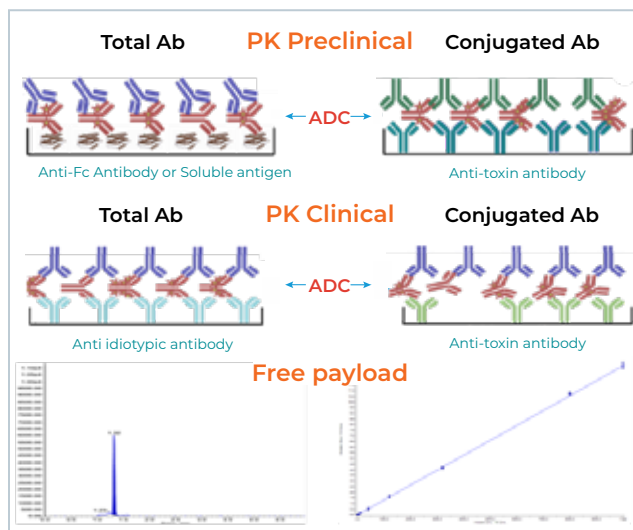 Total Ab
PK Preclinical
Conjugated Ab
ADC
Anti-Fc Antibody or Soluble antigen
Anti-toxin antibody
Total Ab
PK Clinical
Conjugated Ab
ADC
Anti idiotypic antibody
Anti-toxin antibody
Free payload